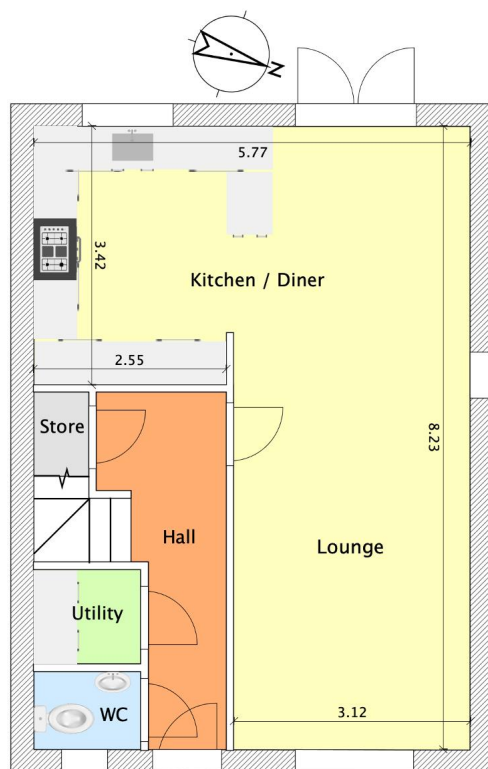 N
5.77
3.42
Kitchen / Diner
2.55
Store
8.23
Hall
Lounge
Utility
WC
3.12